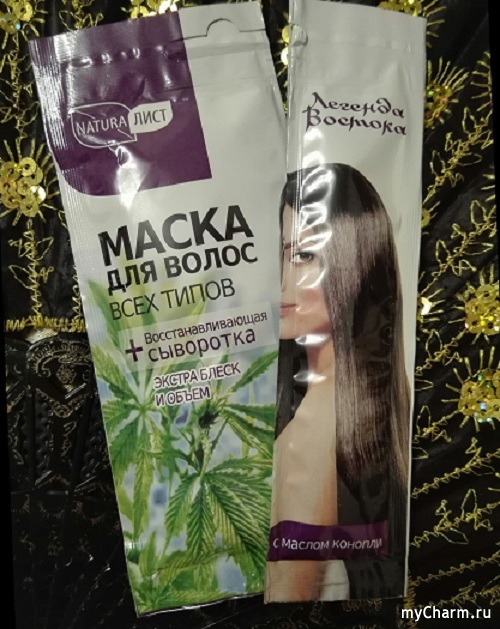 NATURA ЛИСТ
МАСКА
ДЛЯ ВОЛОС
ВСЕХ ТИПОВ
+ Восстанавливающая
сыворотка
ЭКСТРА БЛЕСК
И ОБЪЕМ
Легенда
Востока
с маслом конопли
myCharm.ru